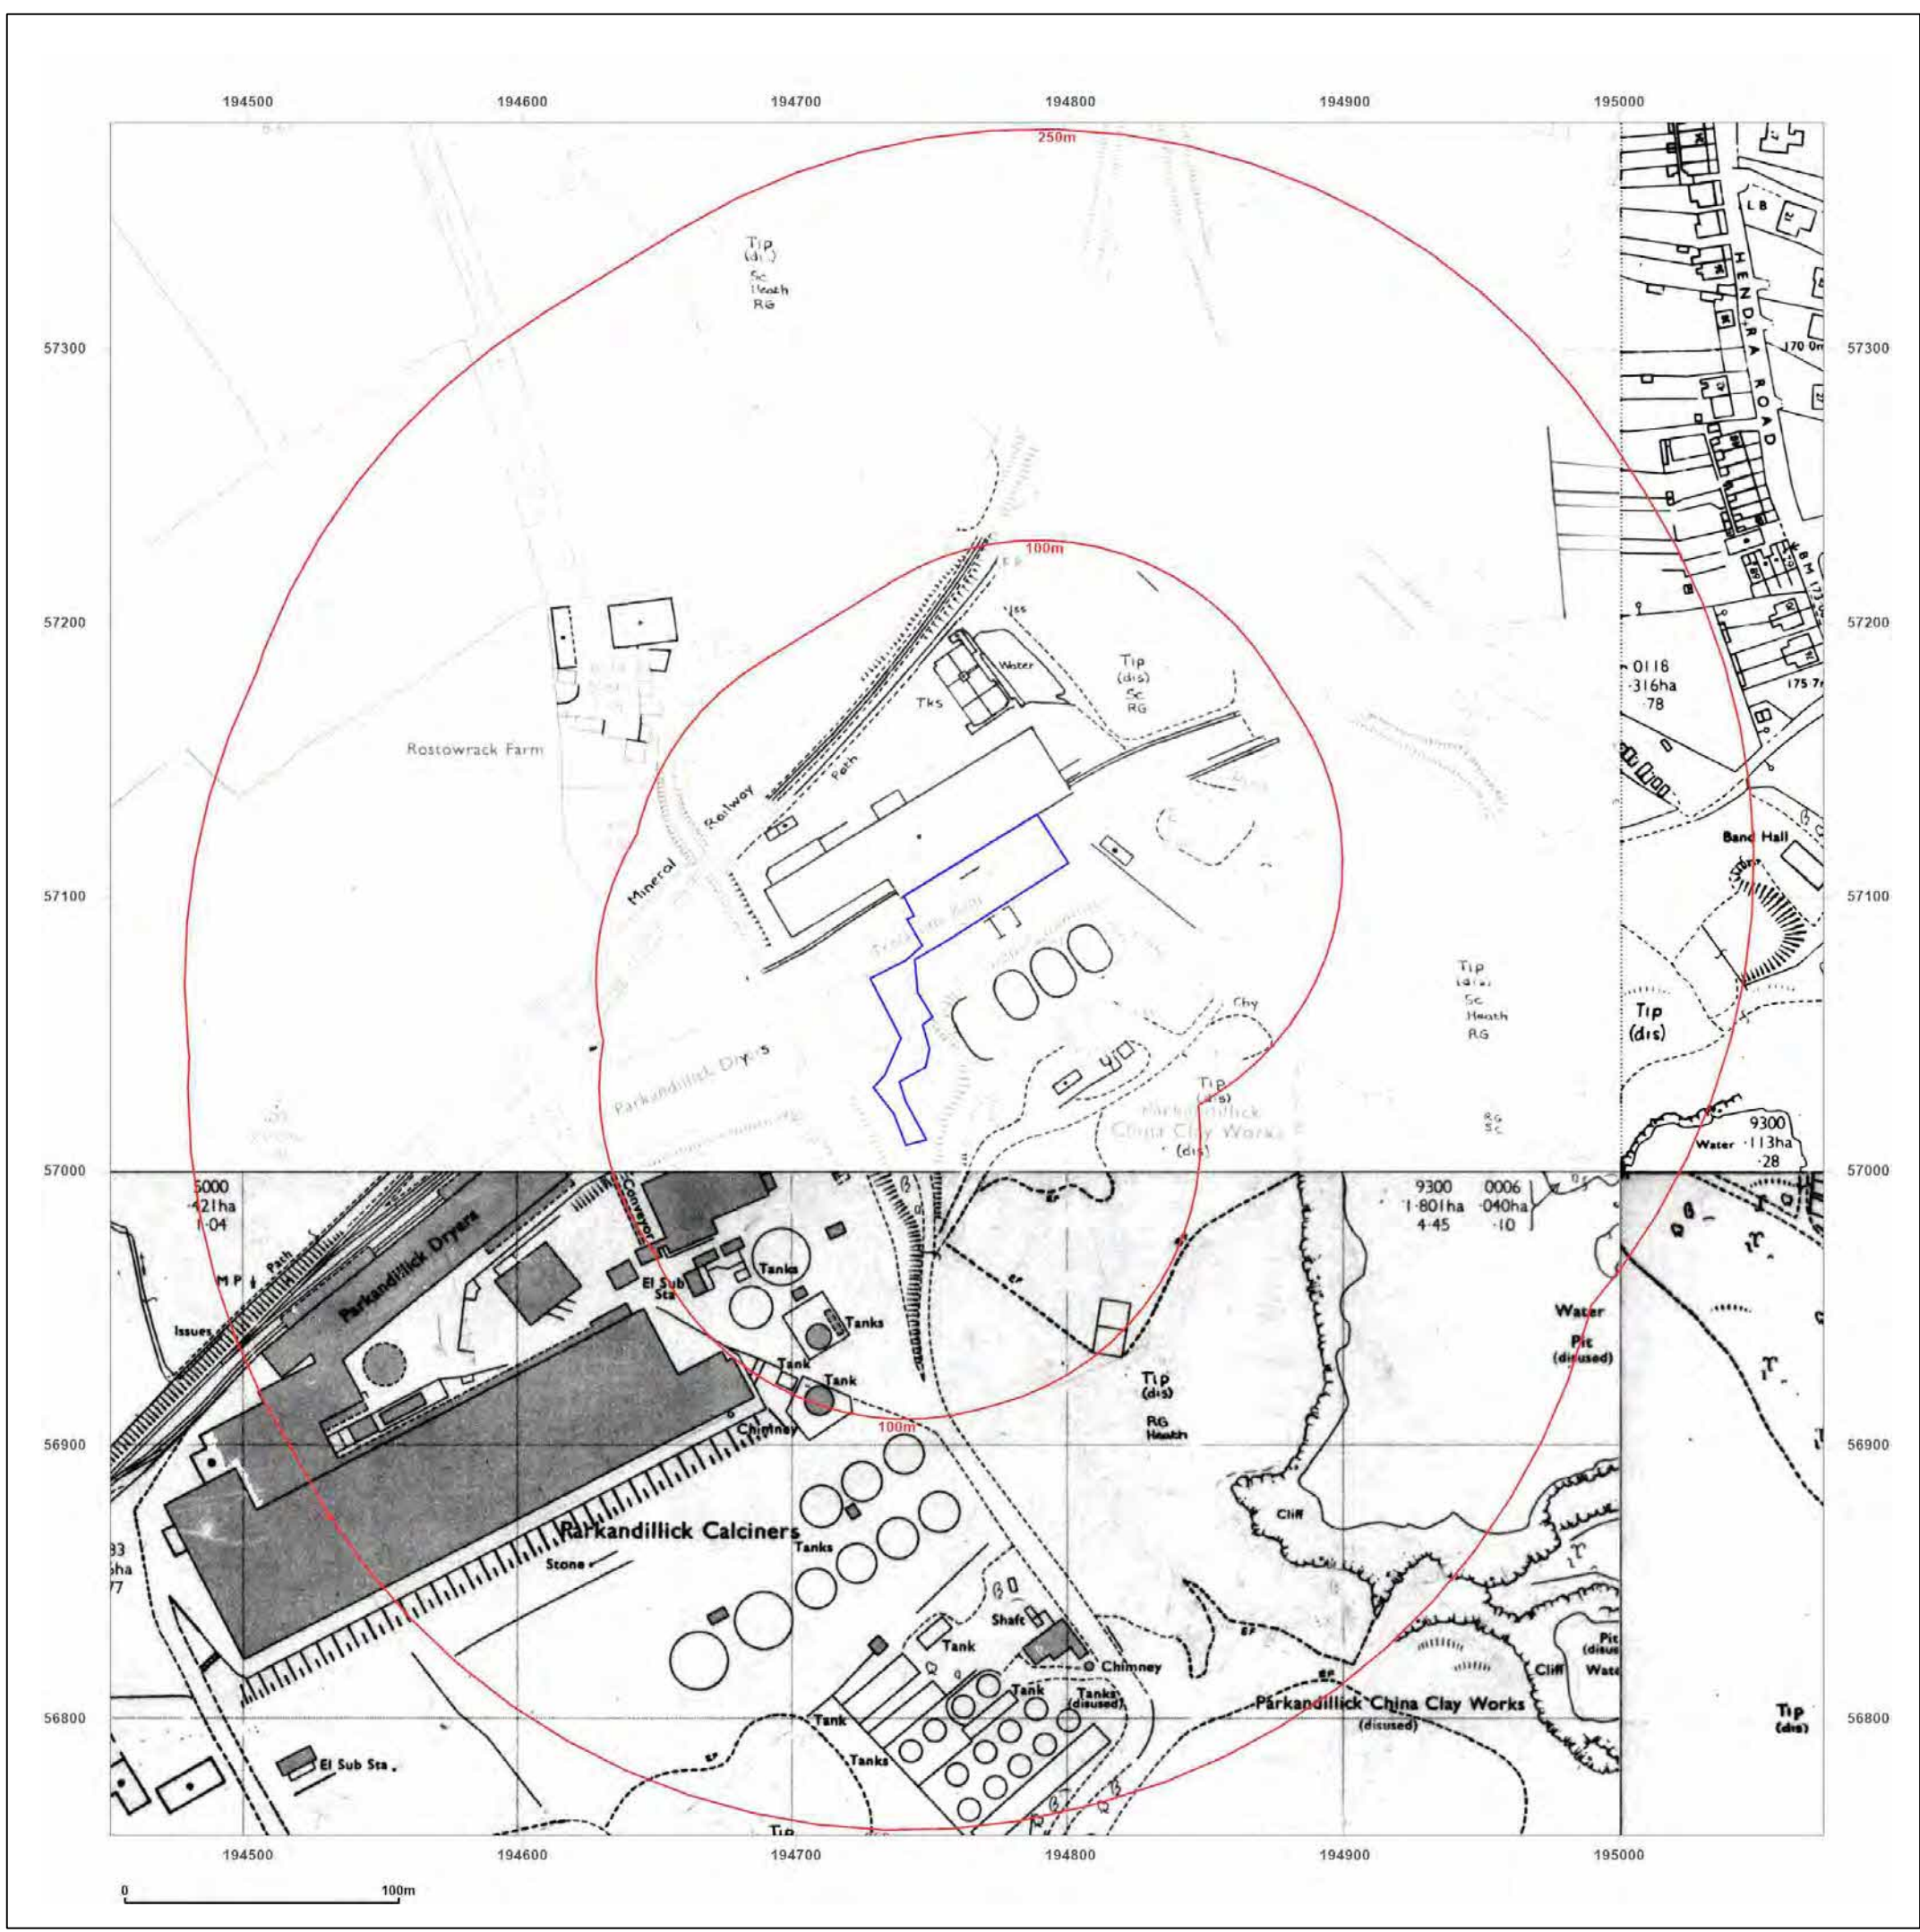 194500 194600 194700 194800 194900 195000
250m
L B
HENDRA ROAD
Tip
Sc
Heath
RG
57300 170 0m 57300
100m
F P
B M 173
57200 57200
Iss
Water
Tip
(dis)
Sc
RG
Tks
0118
·316ha
·78
175·7m
Rostowrack Farm
Path
Railway
Mineral
Band Hall
57100 57100
Tip
(dis)
Sc
Heath
RG
Chy
Tip
(dis)
Parkandillick Dryers
Tip
(dis)
Parkandillick
China Clay Works
(dis)
RG
Sc
9300
·113ha
·28
Water
57000 57000
5000
·421ha
1·04
Conveyor
9300 0006
1·801ha ·040ha
4·45 ·10
Path
M P
Parkandillick Dryers
El Sub
Sta
Tanks
Issues
Tanks
Water
Pit
(disused)
Tank
Tank
Tip
(dis)
RG
Heath
Chimney
100m
56900 56900
Cliff
Parkandillick Calciners
Tanks
Stone
Shaft
Tank
Chimney
Tank
Tanks
(disused)
Cliff
Parkandillick China Clay Works
(disused)
Tank
56800 56800
Tip
(dis)
Tanks
El Sub Sta
Tip
194500 194600 194700 194800 194900 195000
0 100m